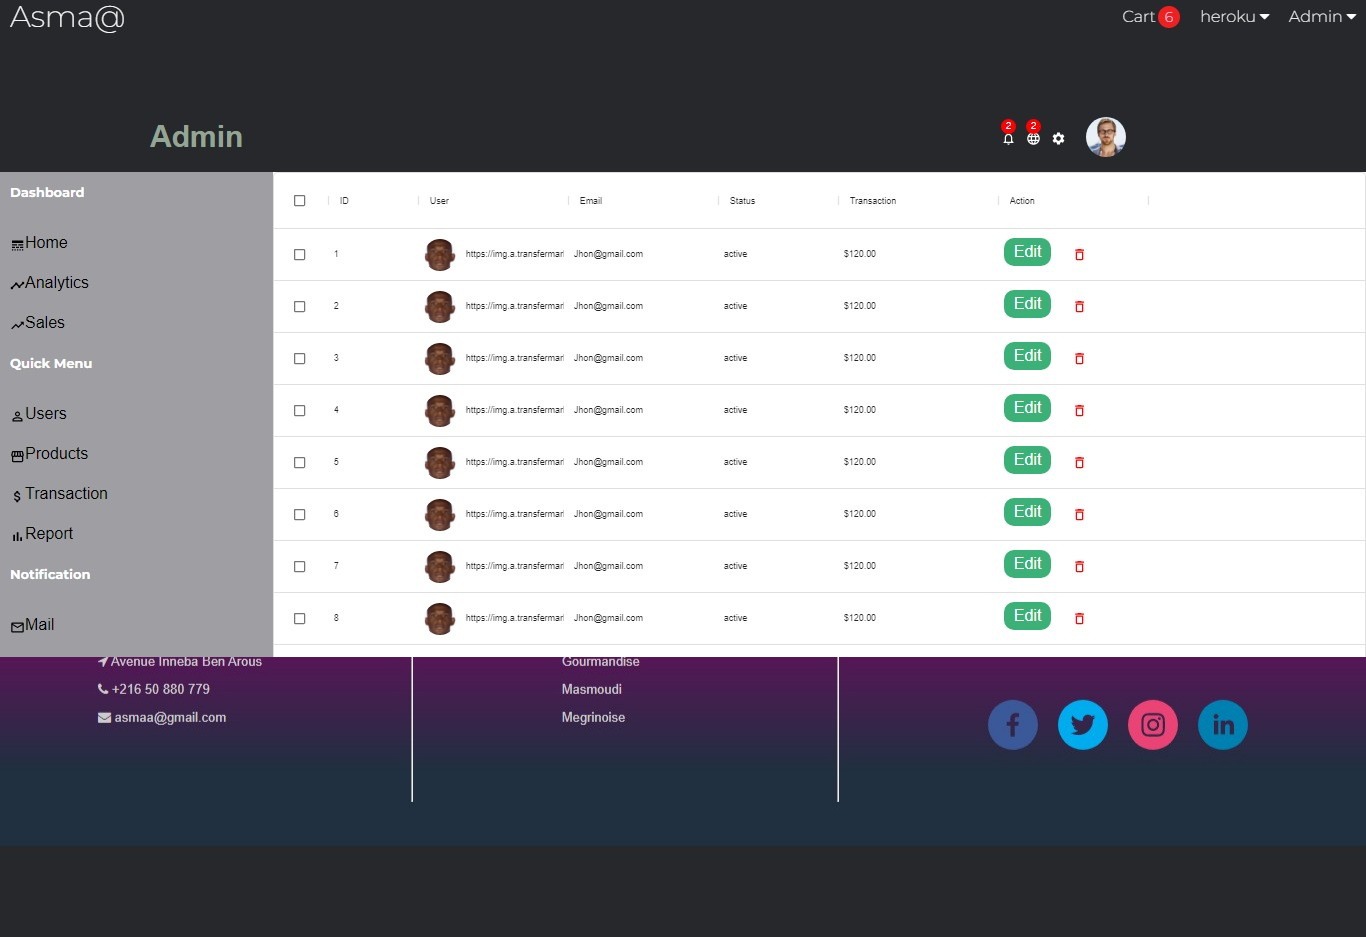 Asma@
Cart 6 heroku Admin
Admin
2 2
Dashboard
Home
Analytics
Sales
Quick Menu
Users
Products
Transaction
Report
Notification
Mail
ID User Email Status Transaction Action
1 https://img.a.transfermar Jhon@gmail.com active $120.00 Edit
2 https://img.a.transfermar Jhon@gmail.com active $120.00 Edit
3 https://img.a.transfermar Jhon@gmail.com active $120.00 Edit
4 https://img.a.transfermar Jhon@gmail.com active $120.00 Edit
5 https://img.a.transfermar Jhon@gmail.com active $120.00 Edit
6 https://img.a.transfermar Jhon@gmail.com active $120.00 Edit
7 https://img.a.transfermar Jhon@gmail.com active $120.00 Edit
8 https://img.a.transfermar Jhon@gmail.com active $120.00 Edit
Avenue Inneba Ben Arous
+216 50 880 779
asmaa@gmail.com
Gourmandise
Masmoudi
Megrinoise